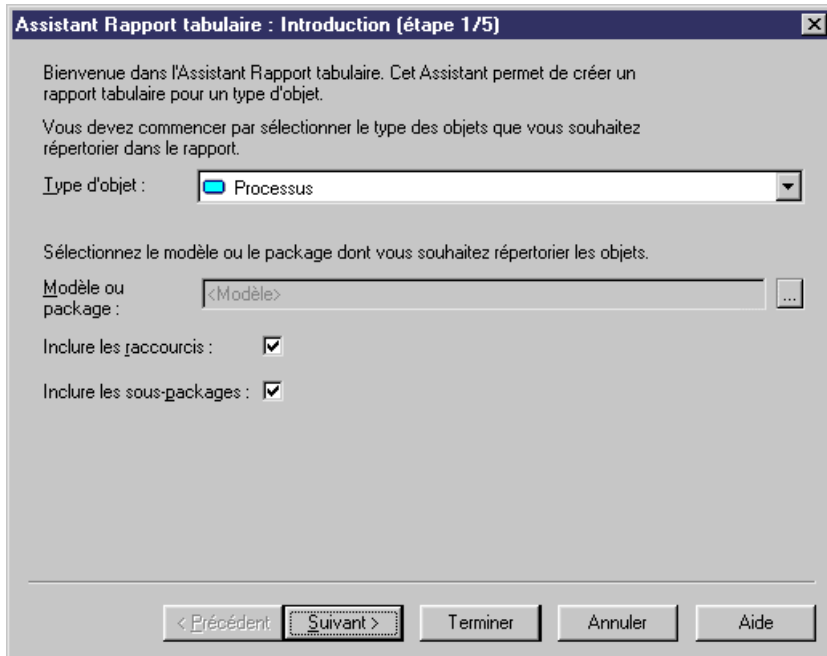 Assistant Rapport tabulaire : Introduction (étape 1/5)
Bienvenue dans l'Assistant Rapport tabulaire. Cet Assistant permet de créer un
rapport tabulaire pour un type d'objet.
Vous devez commencer par sélectionner le type des objets que vous souhaitez
répertorier dans le rapport.
Type d'objet : Processus
Sélectionnez le modèle ou le package dont vous souhaitez répertorier les objets.
Modèle ou
package : <Modèle> ...
Inclure les raccourcis :
Inclure les sous-packages :
< Précédent Suivant > Terminer Annuler Aide